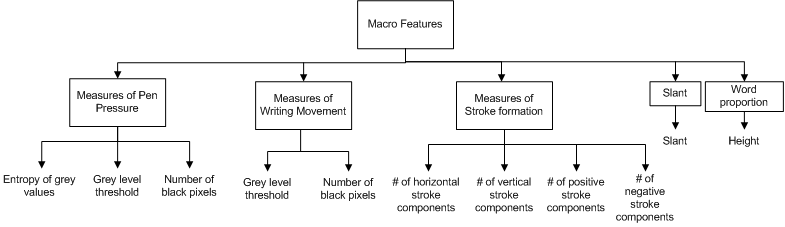 Macro Features
Measures of Pen
Pressure
Measures of
Writing Movement
Measures of
Stroke formation
Slant
Word
proportion
Entropy of grey
values
Grey level
threshold
Number of
black pixels
Grey level
threshold
Number of
black pixels
# of horizontal
stroke
components
# of vertical
stroke
components
# of positive
stroke
components
# of
negative
stroke
components
Slant
Height